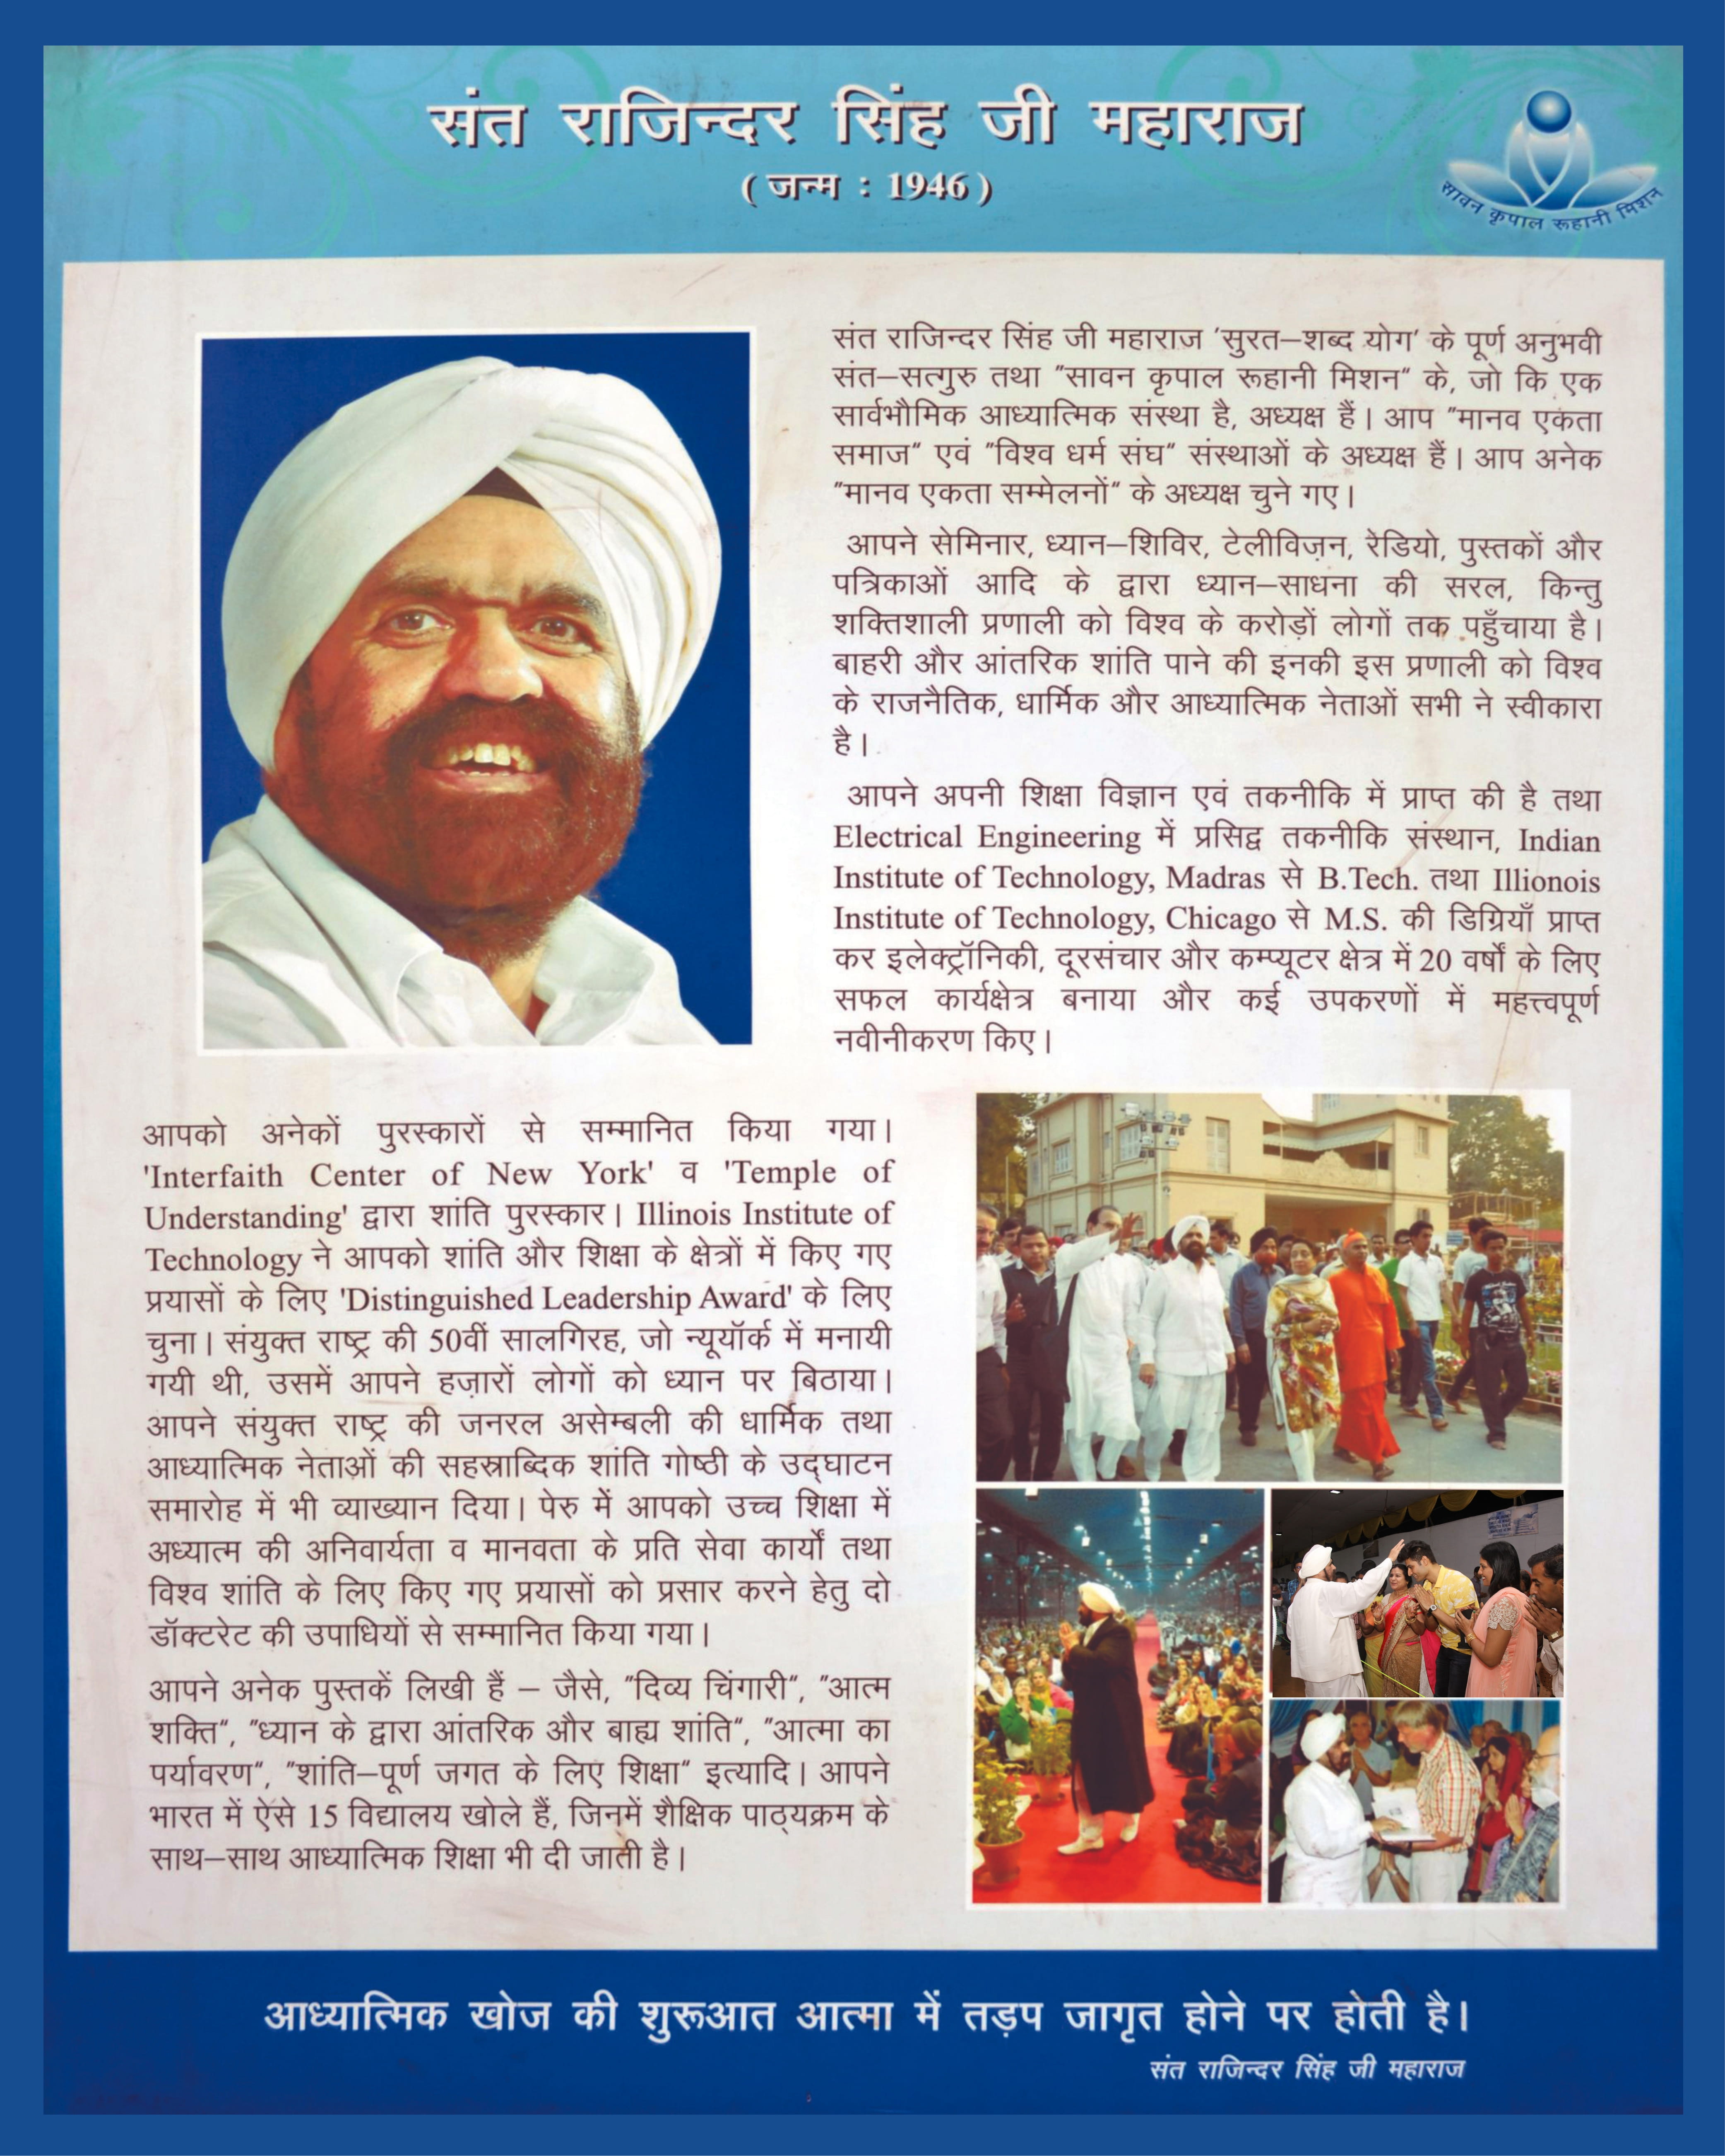 संत राजिन्दर सिंह जी महाराज
( जन्म : 1946 )
सावन कृपाल रूहानी मिशन
संत राजिन्दर सिंह जी महाराज 'सुरत–शब्द योग' के पूर्ण अनुभवी
संत–सत्गुरु तथा "सावन कृपाल रूहानी मिशन" के, जो कि एक
सार्वभौमिक आध्यात्मिक संस्था है, अध्यक्ष हैं। आप "मानव एकता
समाज" एवं "विश्व धर्म संघ" संस्थाओं के अध्यक्ष हैं। आप अनेक
"मानव एकता सम्मेलनों" के अध्यक्ष चुने गए।
आपने सेमिनार, ध्यान–शिविर, टेलीविज़न, रेडियो, पुस्तकों और
पत्रिकाओं आदि के द्वारा ध्यान–साधना की सरल, किन्तु
शक्तिशाली प्रणाली को विश्व के करोड़ों लोगों तक पहुँचाया है।
बाहरी और आंतरिक शांति पाने की इनकी इस प्रणाली को विश्व
के राजनैतिक, धार्मिक और आध्यात्मिक नेताओं सभी ने स्वीकारा
है।
आपने अपनी शिक्षा विज्ञान एवं तकनीकि में प्राप्त की है तथा
Electrical Engineering में प्रसिद्व तकनीकि संस्थान, Indian
Institute of Technology, Madras से B.Tech. तथा Illionois
Institute of Technology, Chicago से M.S. की डिग्रियाँ प्राप्त
कर इलेक्ट्रॉनिकी, दूरसंचार और कम्प्यूटर क्षेत्र में 20 वर्षों के लिए
सफल कार्यक्षेत्र बनाया और कई उपकरणों में महत्त्वपूर्ण
नवीनीकरण किए।
आपको अनेकों पुरस्कारों से सम्मानित किया गया।
'Interfaith Center of New York' व 'Temple of
Understanding' द्वारा शांति पुरस्कार। Illinois Institute of
Technology ने आपको शांति और शिक्षा के क्षेत्रों में किए गए
प्रयासों के लिए 'Distinguished Leadership Award' के लिए
चुना। संयुक्त राष्ट्र की 50वीं सालगिरह, जो न्यूयॉर्क में मनायी
गयी थी, उसमें आपने हज़ारों लोगों को ध्यान पर बिठाया।
आपने संयुक्त राष्ट्र की जनरल असेम्बली की धार्मिक तथा
आध्यात्मिक नेताओं की सहस्राब्दिक शांति गोष्ठी के उद्घाटन
समारोह में भी व्याख्यान दिया। पेरु में आपको उच्च शिक्षा में
अध्यात्म की अनिवार्यता व मानवता के प्रति सेवा कार्यों तथा
विश्व शांति के लिए किए गए प्रयासों को प्रसार करने हेतु दो
डॉक्टरेट की उपाधियों से सम्मानित किया गया।
आपने अनेक पुस्तकें लिखी हैं – जैसे, "दिव्य चिंगारी", "आत्म
शक्ति", "ध्यान के द्वारा आंतरिक और बाह्य शांति", "आत्मा का
पर्यावरण", "शांति–पूर्ण जगत के लिए शिक्षा" इत्यादि। आपने
भारत में ऐसे 15 विद्यालय खोले हैं, जिनमें शैक्षिक पाठ्यक्रम के
साथ–साथ आध्यात्मिक शिक्षा भी दी जाती है।
आध्यात्मिक खोज की शुरूआत आत्मा में तड़प जागृत होने पर होती है।
संत राजिन्दर सिंह जी महाराज